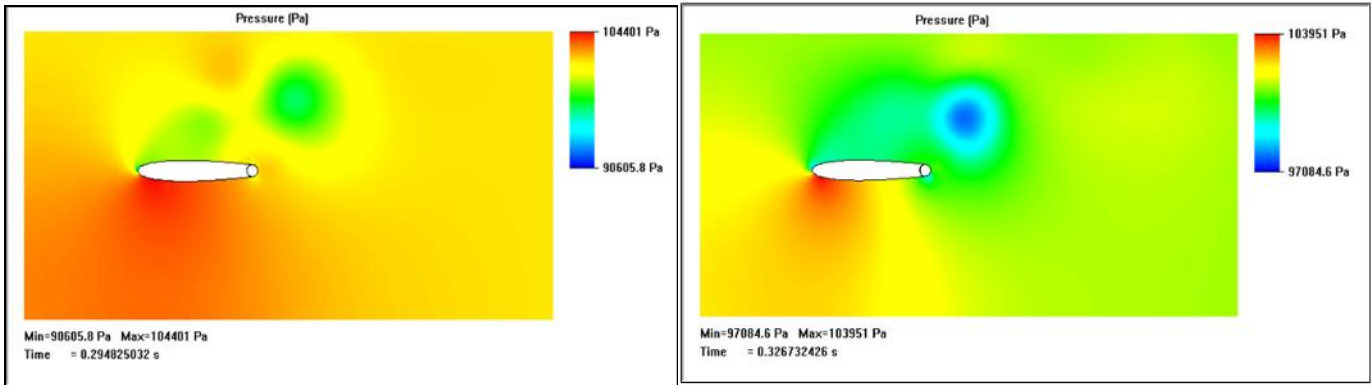 Pressure (Pa)
104401 Pa
90605.8 Pa
Min=90605.8 Pa Max=104401 Pa
Time = 0.294825032 s
Pressure (Pa)
103951 Pa
97084.6 Pa
Min=97084.6 Pa Max=103951 Pa
Time = 0.326732426 s